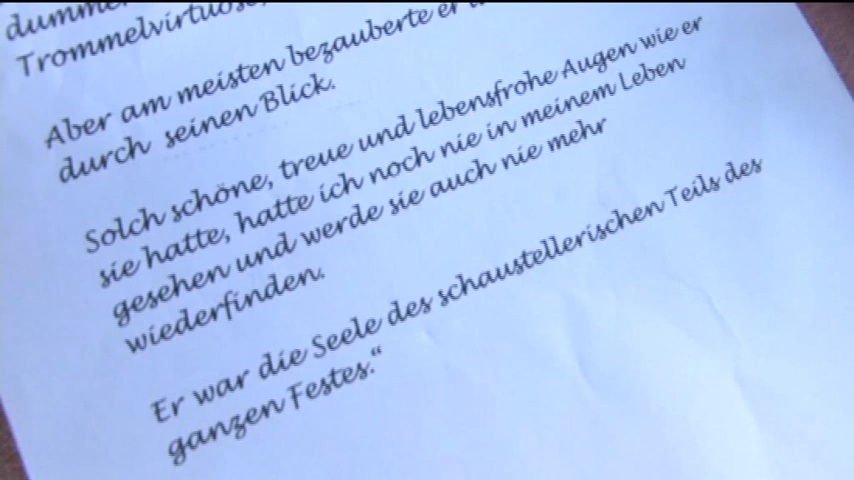 dummer
Trommelvirtuose,
Aber am meisten bezauberte er
durch seinen Blick.
Solch schöne, treue und lebensfrohe Augen wie er
sie hatte, hatte ich noch nie in meinem Leben
gesehen und werde sie auch nie mehr
wiederfinden.
Er war die Seele des schaustellerischen Teils des
ganzen Festes.“